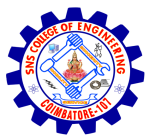 SNS COLLEGE OF ENGINEERING
COIMBATORE-107